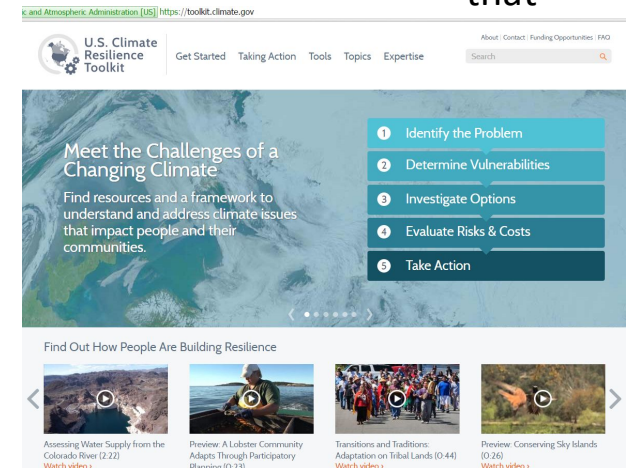 that
ic and Atmospheric Administration [US] https://toolkit.climate.gov
About | Contact | Funding Opportunities | FAQ
U.S. Climate
Resilience
Toolkit
Get Started Taking Action Tools Topics Expertise
Search
Meet the Challenges of a
Changing Climate
Find resources and a framework to
understand and address climate issues
that impact people and their
communities.
1 Identify the Problem
2 Determine Vulnerabilities
3 Investigate Options
4 Evaluate Risks & Costs
5 Take Action
Find Out How People Are Building Resilience
Assessing Water Supply from the
Colorado River (2:22)
Watch video ›
Preview: A Lobster Community
Adapts Through Participatory
Planning (0:23)
Transitions and Traditions:
Adaptation on Tribal Lands (0:44)
Watch video ›
Preview: Conserving Sky Islands
(0:26)
Watch video ›